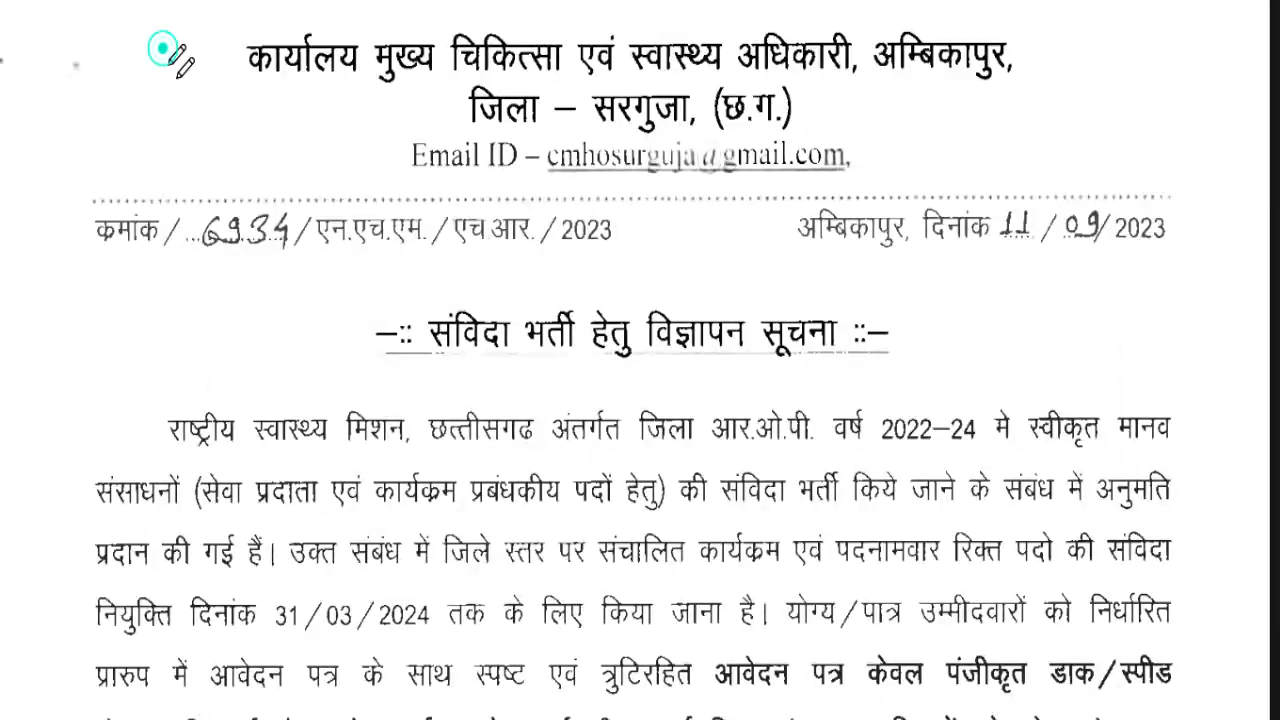 कार्यालय मुख्य चिकित्सा एवं स्वास्थ्य अधिकारी, अम्बिकापुर,
जिला – सरगुजा, (छ.ग.)
Email ID – cmhosurguja@gmail.com,
कमांक / ..6934 / एन.एच.एम. / एच आर. / 2023 अम्बिकापुर, दिनांक 11 / 09 / 2023
–:: संविदा भर्ती हेतु विज्ञापन सूचना ::–
राष्ट्रीय स्वास्थ्य मिशन, छत्तीसगढ अंतर्गत जिला आर.ओ.पी. वर्ष 2022–24 मे स्वीकृत मानव
संसाधनों (सेवा प्रदाता एवं कार्यक्रम प्रबंधकीय पदों हेतु) की संविदा भर्ती किये जाने के संबंध में अनुमति
प्रदान की गई हैं। उक्त संबंध में जिले स्तर पर संचालित कार्यक्रम एवं पदनामवार रिक्त पदो की संविदा
नियुक्ति दिनांक 31/03/2024 तक के लिए किया जाना है। योग्य/पात्र उम्मीदवारों को निर्धारित
प्रारुप में आवेदन पत्र के साथ स्पष्ट एवं त्रुटिरहित आवेदन पत्र केवल पंजीकृत डाक/स्पीड